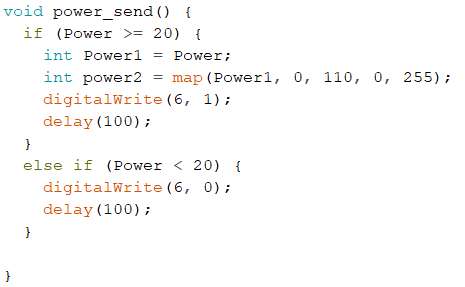 void power_send() {
  if (Power >= 20) {
    int Power1 = Power;
    int power2 = map(Power1, 0, 110, 0, 255);
    digitalWrite(6, 1);
    delay(100);
  }
  else if (Power < 20) {
    digitalWrite(6, 0);
    delay(100);
  }
}